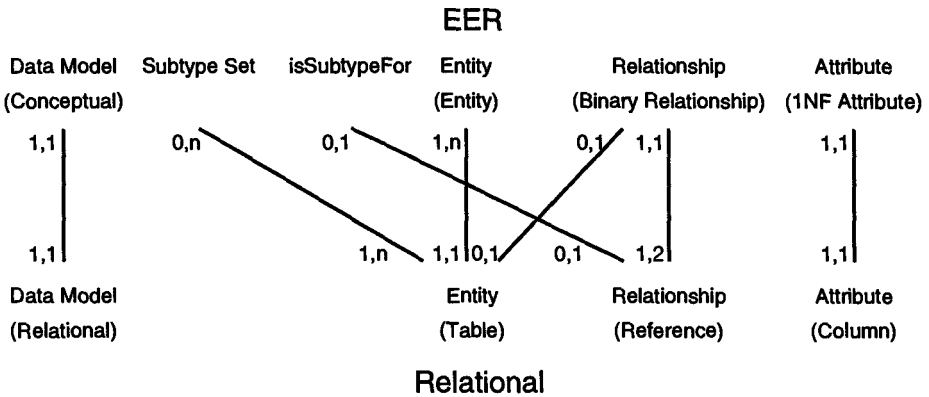 EER
Data Model Subtype Set isSubtypeFor Entity Relationship Attribute
(Conceptual) (Entity) (Binary Relationship) (1NF Attribute)
1,1 0,n 0,1 1,n 0,1 1,1 1,1
1,1 1,n 1,1 0,1 0,1 1,2 1,1
Data Model Entity Relationship Attribute
(Relational) (Table) (Reference) (Column)
Relational